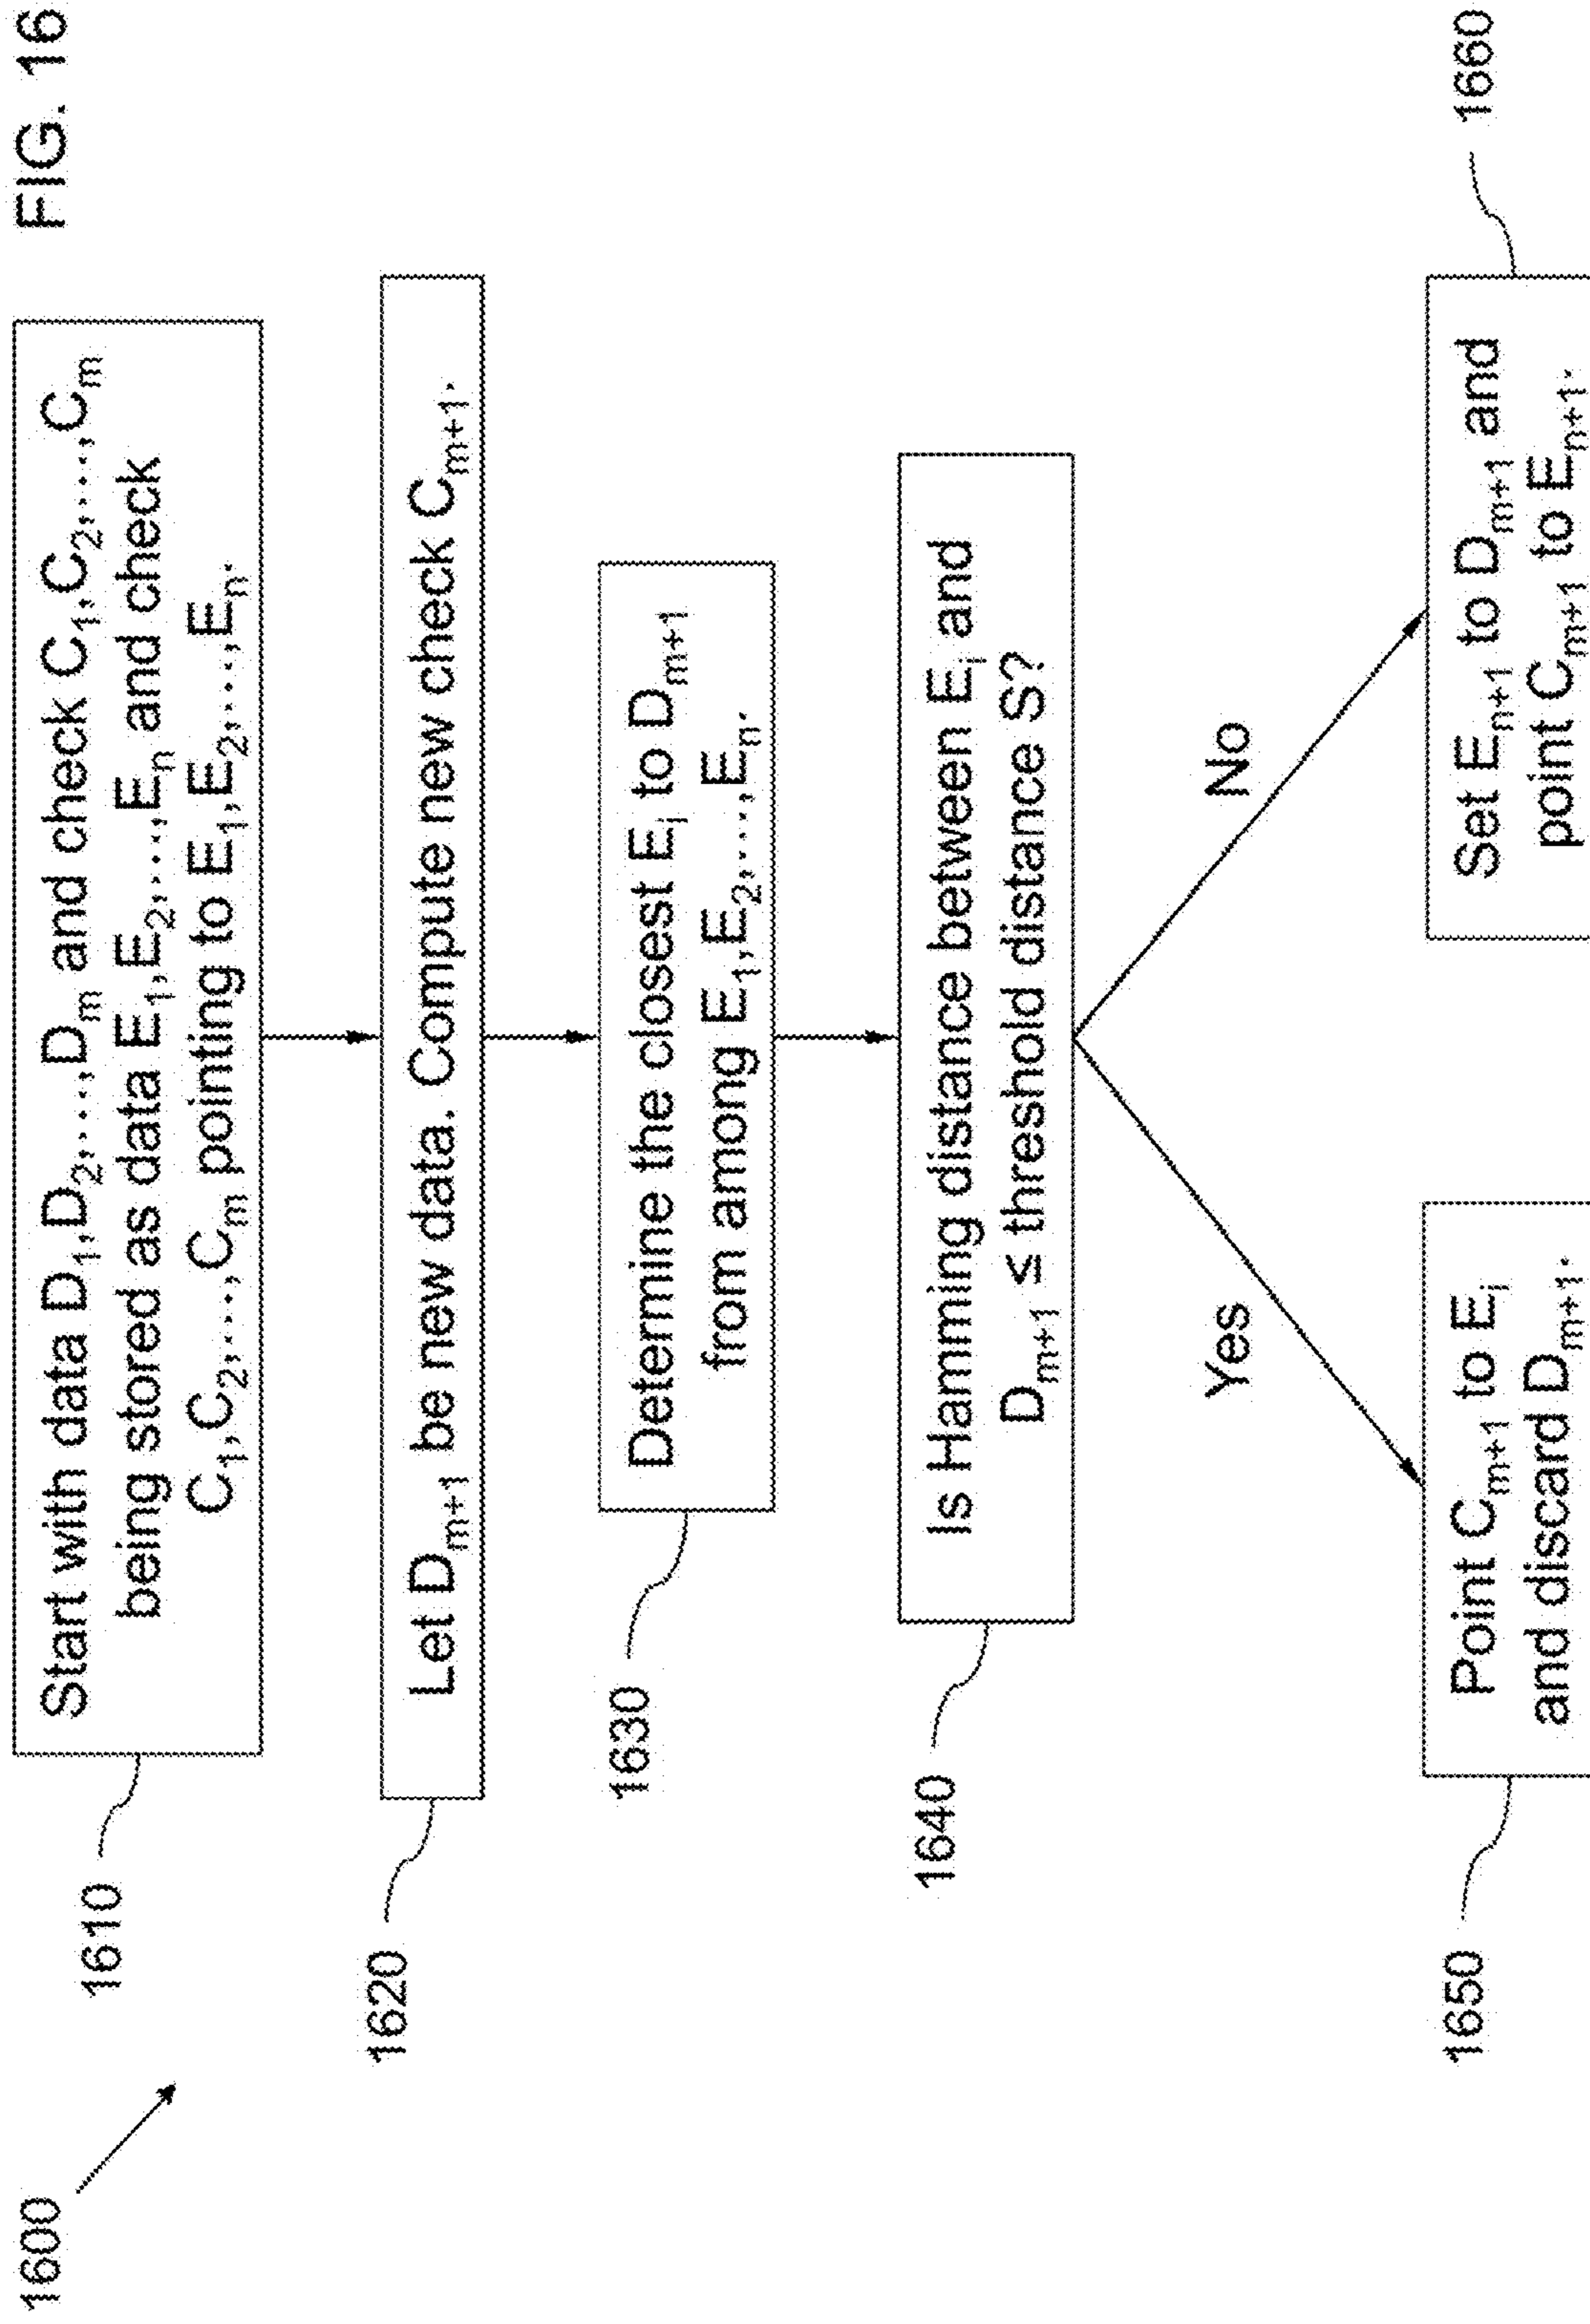 FIG. 16
1600
1610
Start with data D₁,D₂,...,Dₘ and check C₁,C₂,...,Cₘ
being stored as data E₁,E₂,...,Eₙ and check
C₁,C₂,...,Cₘ pointing to E₁,E₂,...,Eₙ.
1620
Let Dₘ₊₁ be new data. Compute new check Cₘ₊₁.
1630
Determine the closest Eᵢ to Dₘ₊₁
from among E₁,E₂,...,Eₙ.
1640
Is Hamming distance between Eᵢ and
Dₘ₊₁ ≤ threshold distance S?
Yes
No
1650
Point Cₘ₊₁ to Eᵢ
and discard Dₘ₊₁.
1660
Set Eₙ₊₁ to Dₘ₊₁ and
point Cₘ₊₁ to Eₙ₊₁.